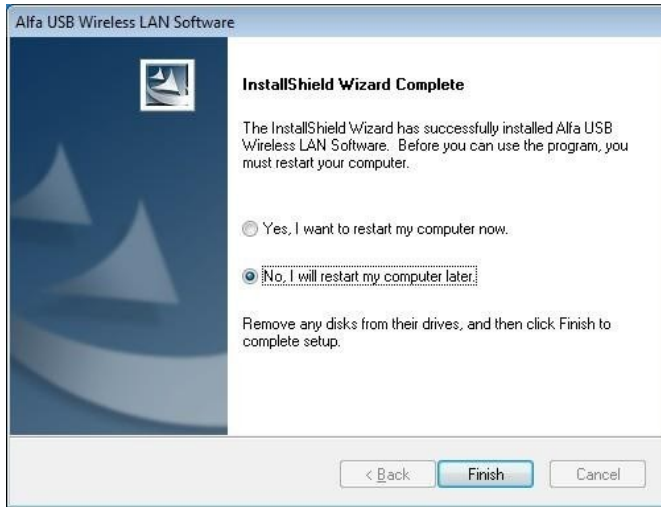 Alfa USB Wireless LAN Software
InstallShield Wizard Complete
The InstallShield Wizard has successfully installed Alfa USB
Wireless LAN Software. Before you can use the program, you
must restart your computer.
Yes, I want to restart my computer now.
No, I will restart my computer later.
Remove any disks from their drives, and then click Finish to
complete setup.
< Back
Finish
Cancel